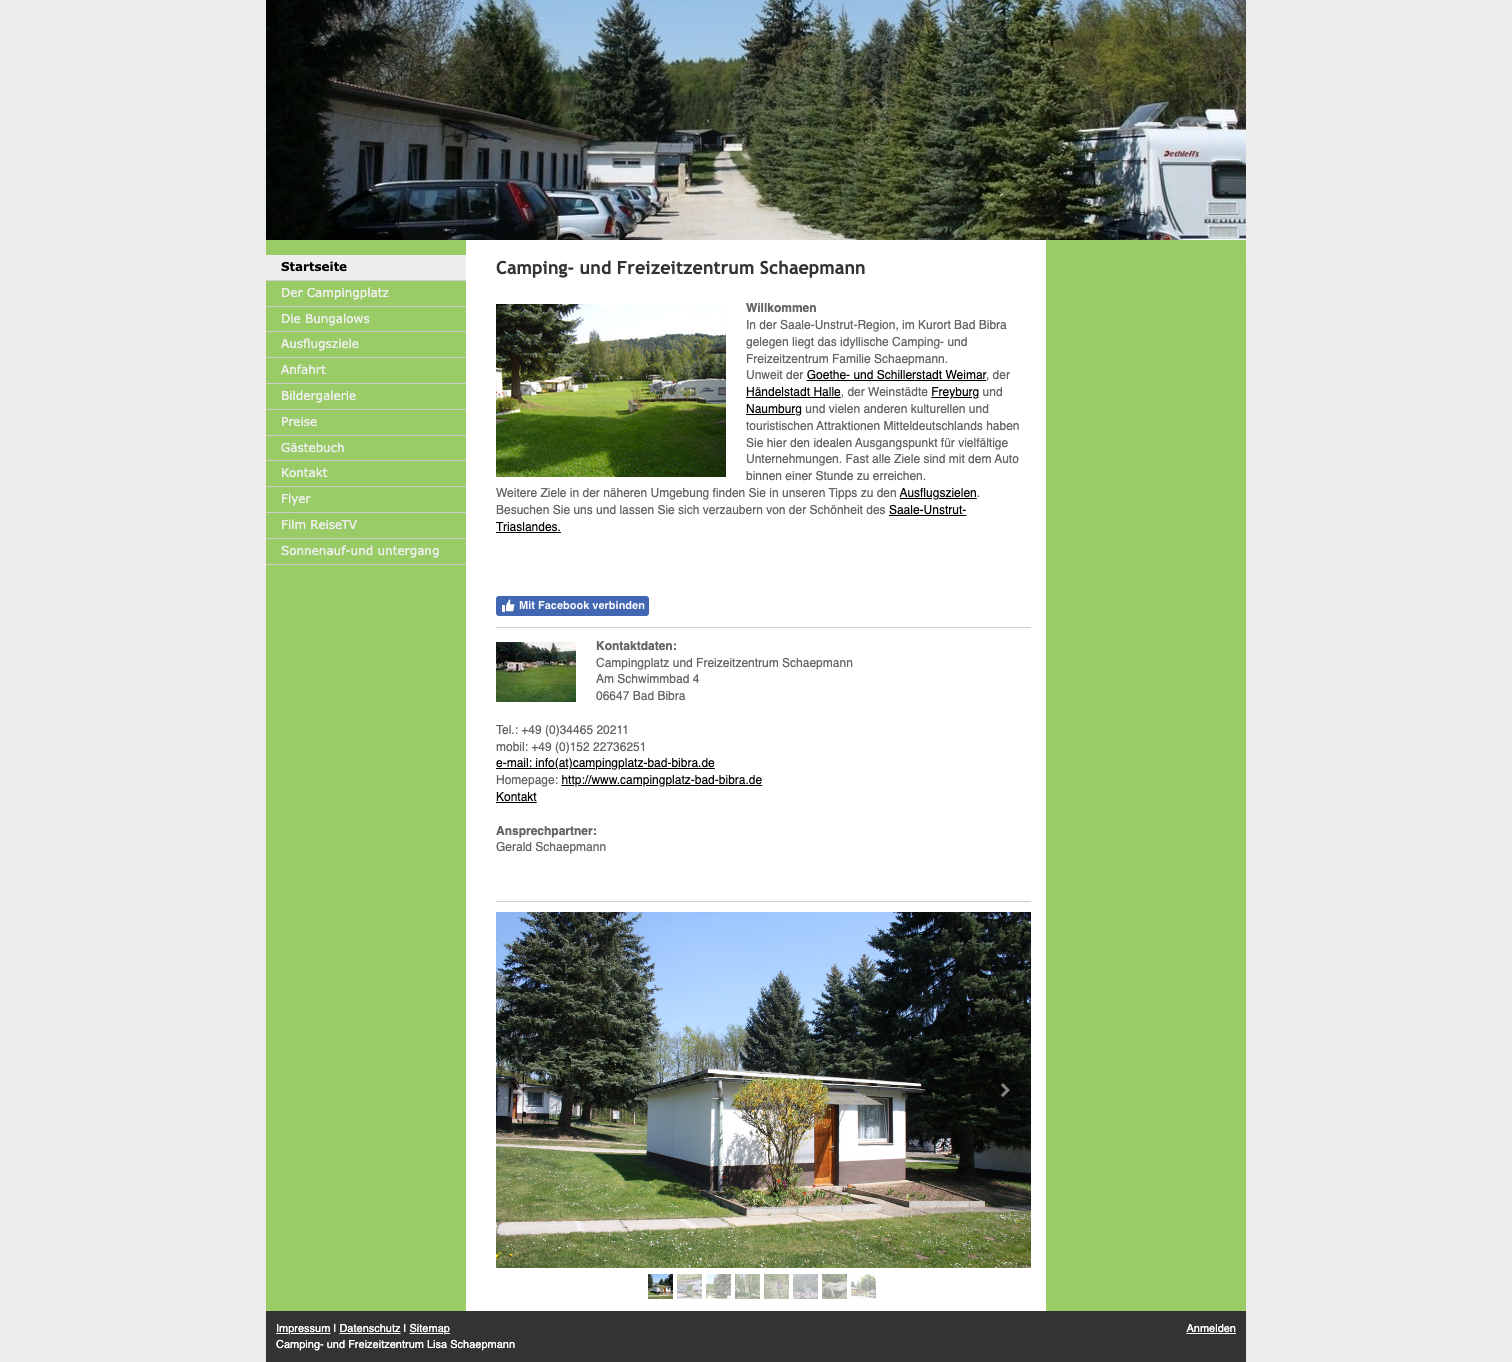 Dethleffs
Startseite
Der Campingplatz
Die Bungalows
Ausflugsziele
Anfahrt
Bildergalerie
Preise
Gästebuch
Kontakt
Flyer
Film ReiseTV
Sonnenauf-und untergang
Camping- und Freizeitzentrum Schaepmann
Willkommen
In der Saale-Unstrut-Region, im Kurort Bad Bibra
gelegen liegt das idyllische Camping- und
Freizeitzentrum Familie Schaepmann.
Unweit der Goethe- und Schillerstadt Weimar, der
Händelstadt Halle, der Weinstädte Freyburg und
Naumburg und vielen anderen kulturellen und
touristischen Attraktionen Mitteldeutschlands haben
Sie hier den idealen Ausgangspunkt für vielfältige
Unternehmungen. Fast alle Ziele sind mit dem Auto
binnen einer Stunde zu erreichen.
Weitere Ziele in der näheren Umgebung finden Sie in unseren Tipps zu den Ausflugszielen.
Besuchen Sie uns und lassen Sie sich verzaubern von der Schönheit des Saale-Unstrut-
Triaslandes.
Mit Facebook verbinden
Kontaktdaten:
Campingplatz und Freizeitzentrum Schaepmann
Am Schwimmbad 4
06647 Bad Bibra
Tel.: +49 (0)34465 20211
mobil: +49 (0)152 22736251
e-mail: info(at)campingplatz-bad-bibra.de
Homepage: http://www.campingplatz-bad-bibra.de
Kontakt
Ansprechpartner:
Gerald Schaepmann
Impressum | Datenschutz | Sitemap
Anmelden
Camping- und Freizeitzentrum Lisa Schaepmann